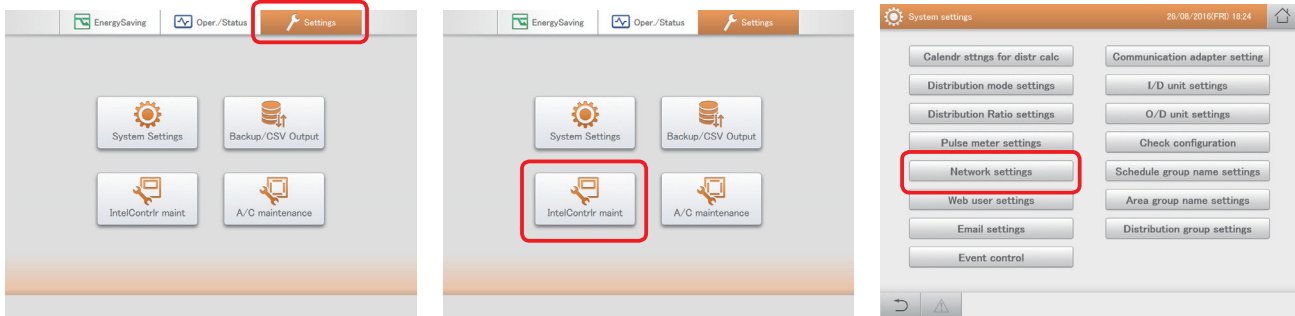 EnergySaving
Oper./Status
Settings
System Settings
Backup/CSV Output
IntelContrlr maint
A/C maintenance
EnergySaving
Oper./Status
Settings
System Settings
Backup/CSV Output
IntelContrlr maint
A/C maintenance
System settings
26/08/2016(FRI) 18:24
Calendr sttngs for distr calc
Communication adapter setting
Distribution mode settings
I/D unit settings
Distribution Ratio settings
O/D unit settings
Pulse meter settings
Check configuration
Network settings
Schedule group name settings
Web user settings
Area group name settings
Email settings
Distribution group settings
Event control